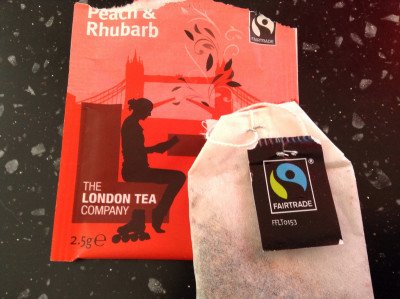 Peach &
Rhubarb
FAIRTRADE
THE
LONDON TEA
COMPANY
2.5g℮
FAIRTRADE
FFLT0153